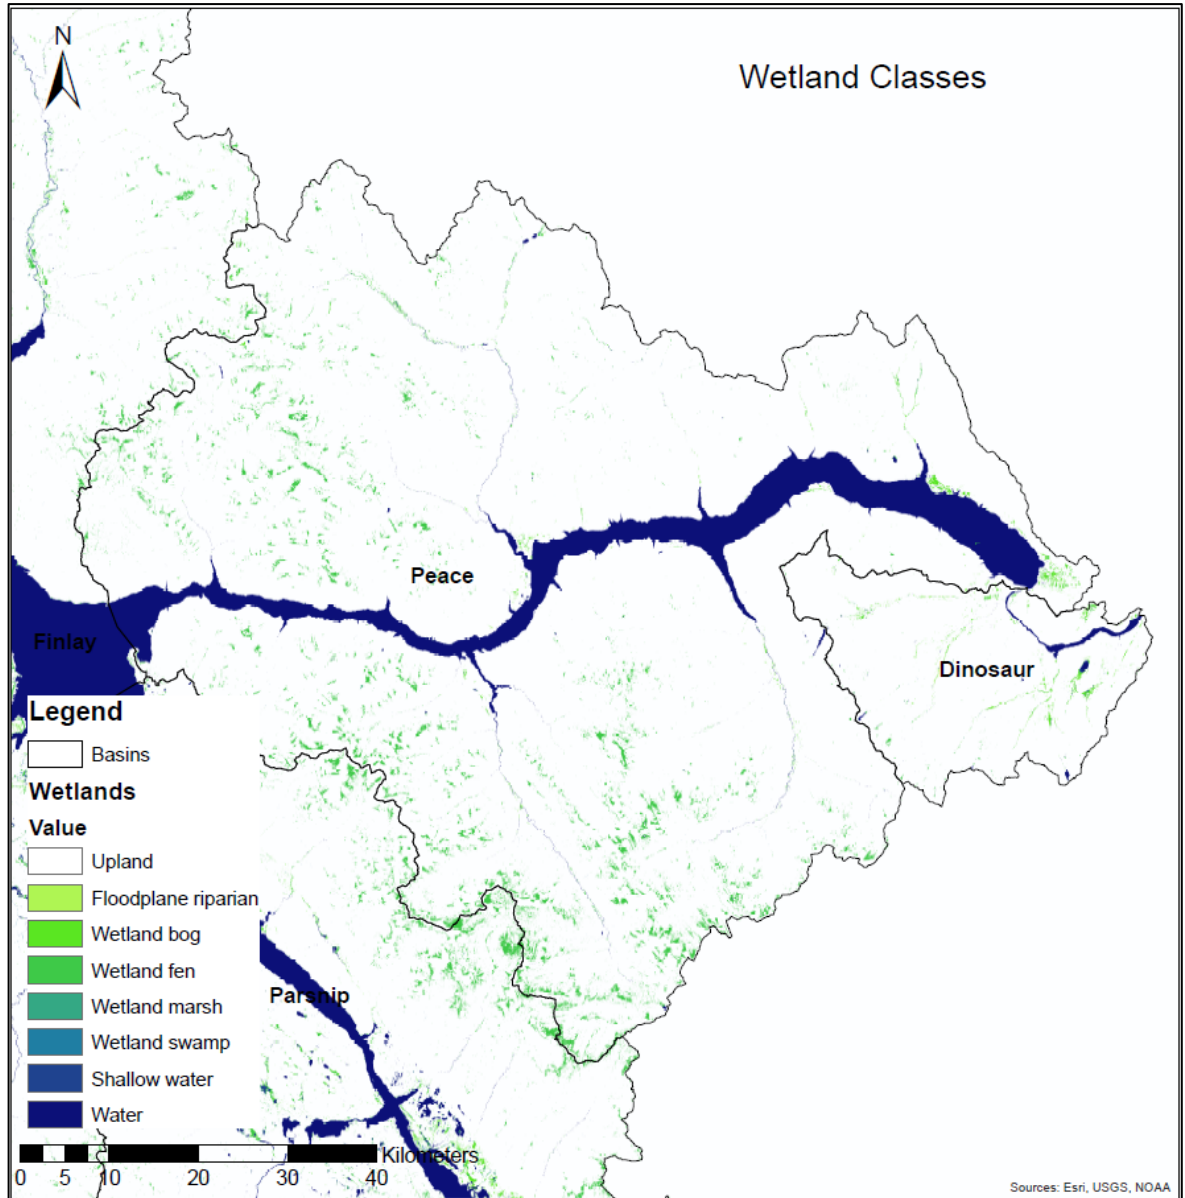 N
Wetland Classes
Peace
Finlay
Dinosaur
Legend
Basins
Wetlands
Value
Upland
Floodplane riparian
Wetland bog
Wetland fen
Wetland marsh
Parsnip
Wetland swamp
Shallow water
Water
Kilometers
0 5 10 20 30 40
Sources: Esri, USGS, NOAA